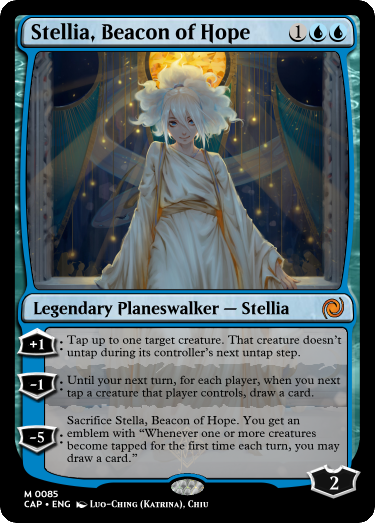 Stellia, Beacon of Hope 1
Legendary Planeswalker — Stellia
+1: Tap up to one target creature. That creature doesn't
untap during its controller's next untap step.
-1: Until your next turn, for each player, when you next
tap a creature that player controls, draw a card.
-5: Sacrifice Stellia, Beacon of Hope. You get an
emblem with “Whenever one or more creatures
become tapped for the first time each turn, you may
draw a card.”
2
M 0085
CAP • ENG Luo-Ching (Katrina), Chiu